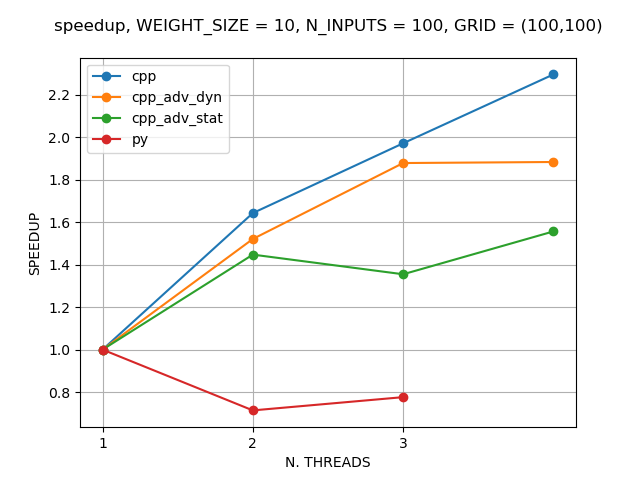 speedup, WEIGHT_SIZE = 10, N_INPUTS = 100, GRID = (100,100)
cpp
cpp_adv_dyn
cpp_adv_stat
py
2.2
2.0
1.8
1.6
1.4
1.2
1.0
0.8
SPEEDUP
1 2 3
N. THREADS